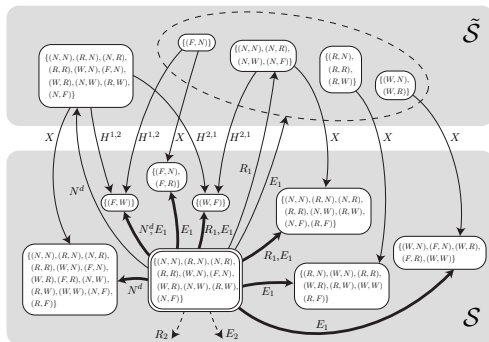 S̃
{(N, N), (R, N), (N, R),
(R, R), (W, N), (F, N),
(W, R), (N, W), (R, W),
(N, F)}
{(F, N)}
{(N, N), (N, R),
(N, W), (N, F)}
{(R, N),
(R, R),
(R, W)}
{(W, N),
(W, R)}
X
H^{1,2}
H^{1,2}
X
H^{2,1}
H^{2,1}
X
X
X
S
R_1
E_1
N^d
{(F, N),
(F, R)}
{(F, W)}
{(W, F)}
{(N, N), (R, N), (N, R),
(R, R), (N, W), (R, W),
(N, F), (R, F)}
N^d, E_1
E_1
R_1, E_1
R_1, E_1
{(N, N), (R, N), (N, R),
(R, R), (W, N), (F, N),
(W, R), (F, R), (N, W),
(R, W), (W, W), (N, F),
(R, F)}
N^d
{(N, N), (R, N), (N, R),
(R, R), (W, N), (F, N),
(W, R), (N, W), (R, W),
(N, F)}
E_1
{(R, N), (W, N), (R, R),
(W, R), (R, W), (W, W)
(R, F)}
{(W, N), (F, N), (W, R),
(F, R), (W, W)}
E_1
R_2
E_2